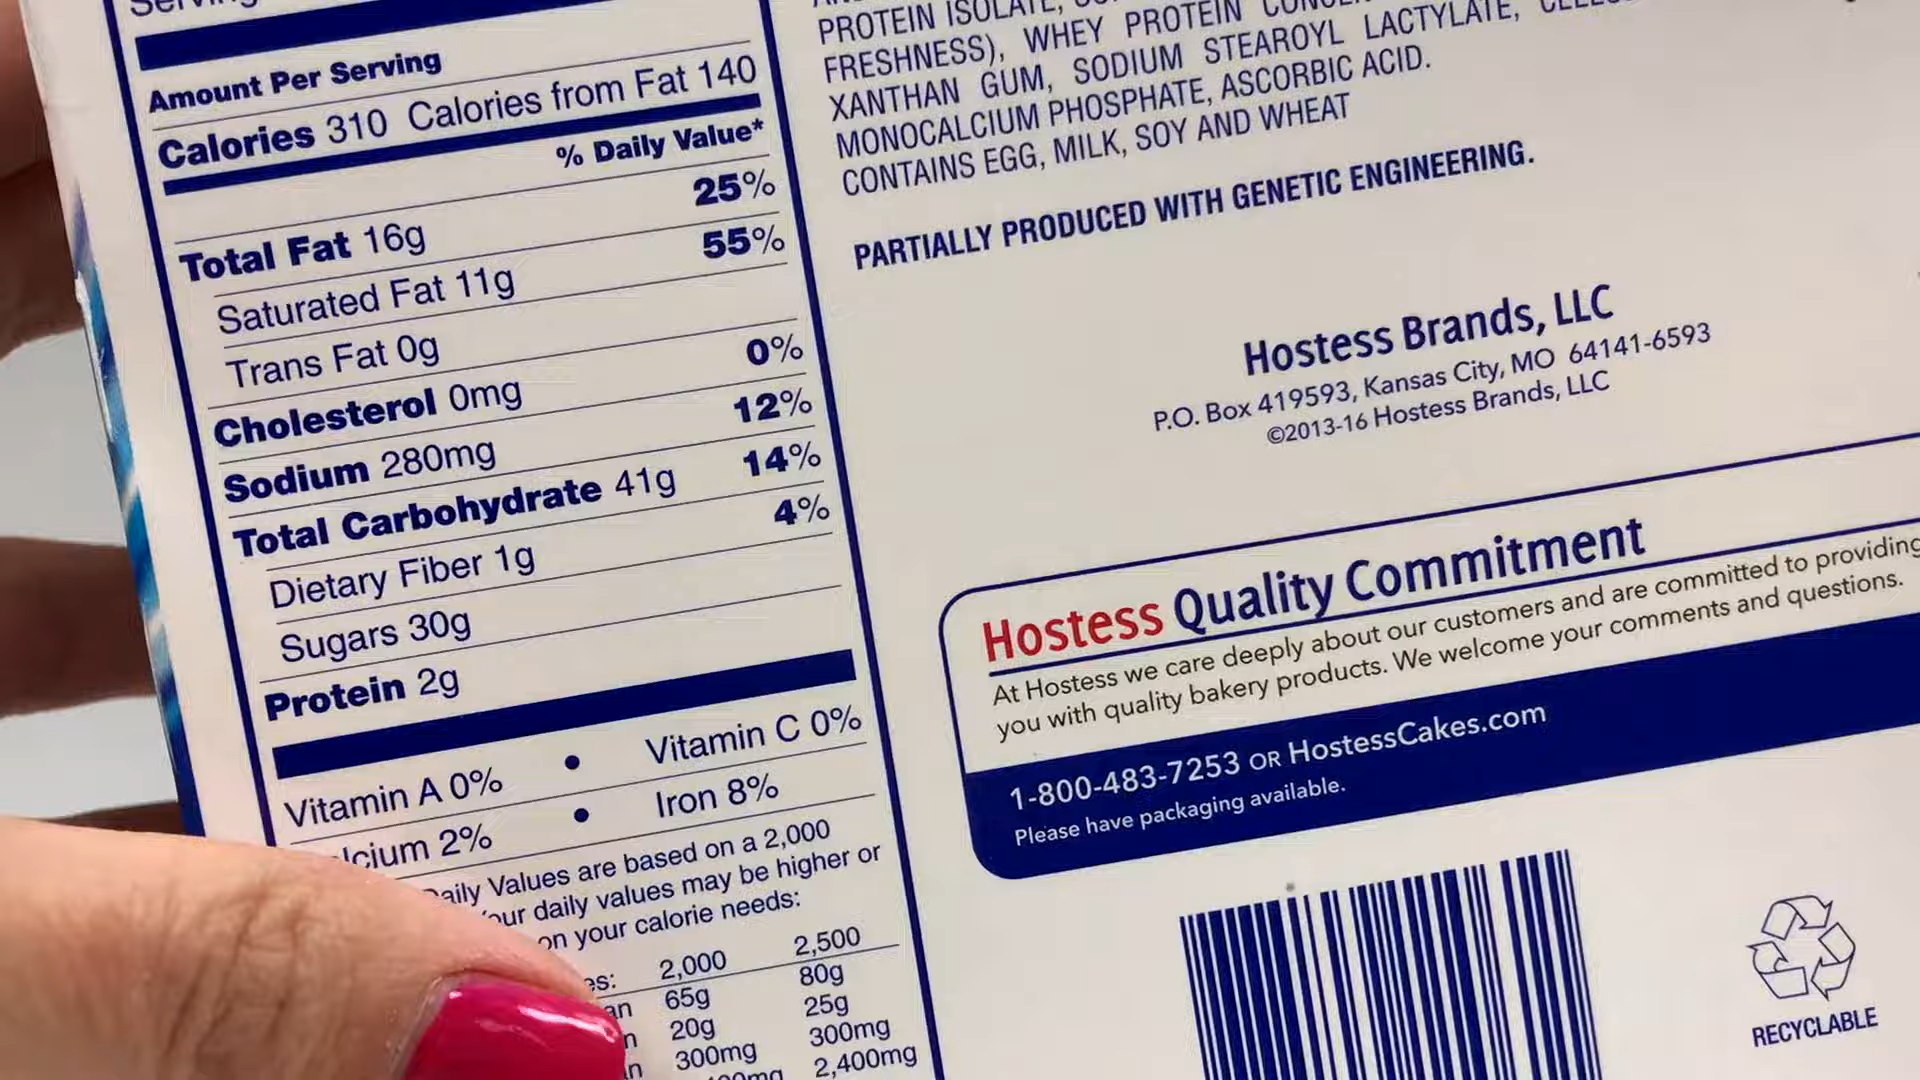 Amount Per Serving
Calories 310 Calories from Fat 140
% Daily Value*
Total Fat 16g 25%
Saturated Fat 11g 55%
Trans Fat 0g
Cholesterol 0mg 0%
Sodium 280mg 12%
Total Carbohydrate 41g 14%
Dietary Fiber 1g 4%
Sugars 30g
Protein 2g
Vitamin A 0% • Vitamin C 0%
lcium 2% • Iron 8%
aily Values are based on a 2,000
our daily values may be higher or
on your calorie needs:
es: 2,000 2,500
an 65g 80g
n 20g 25g
an 300mg 300mg
2,400mg
PROTEIN ISOLATE,
FRESHNESS), WHEY PROTEIN
XANTHAN GUM, SODIUM STEAROYL LACTYLATE,
MONOCALCIUM PHOSPHATE, ASCORBIC ACID.
CONTAINS EGG, MILK, SOY AND WHEAT
PARTIALLY PRODUCED WITH GENETIC ENGINEERING.
Hostess Brands, LLC
P.O. Box 419593, Kansas City, MO 64141-6593
©2013-16 Hostess Brands, LLC
Hostess Quality Commitment
At Hostess we care deeply about our customers and are committed to providing
you with quality bakery products. We welcome your comments and questions.
1-800-483-7253 OR HostessCakes.com
Please have packaging available.
RECYCLABLE